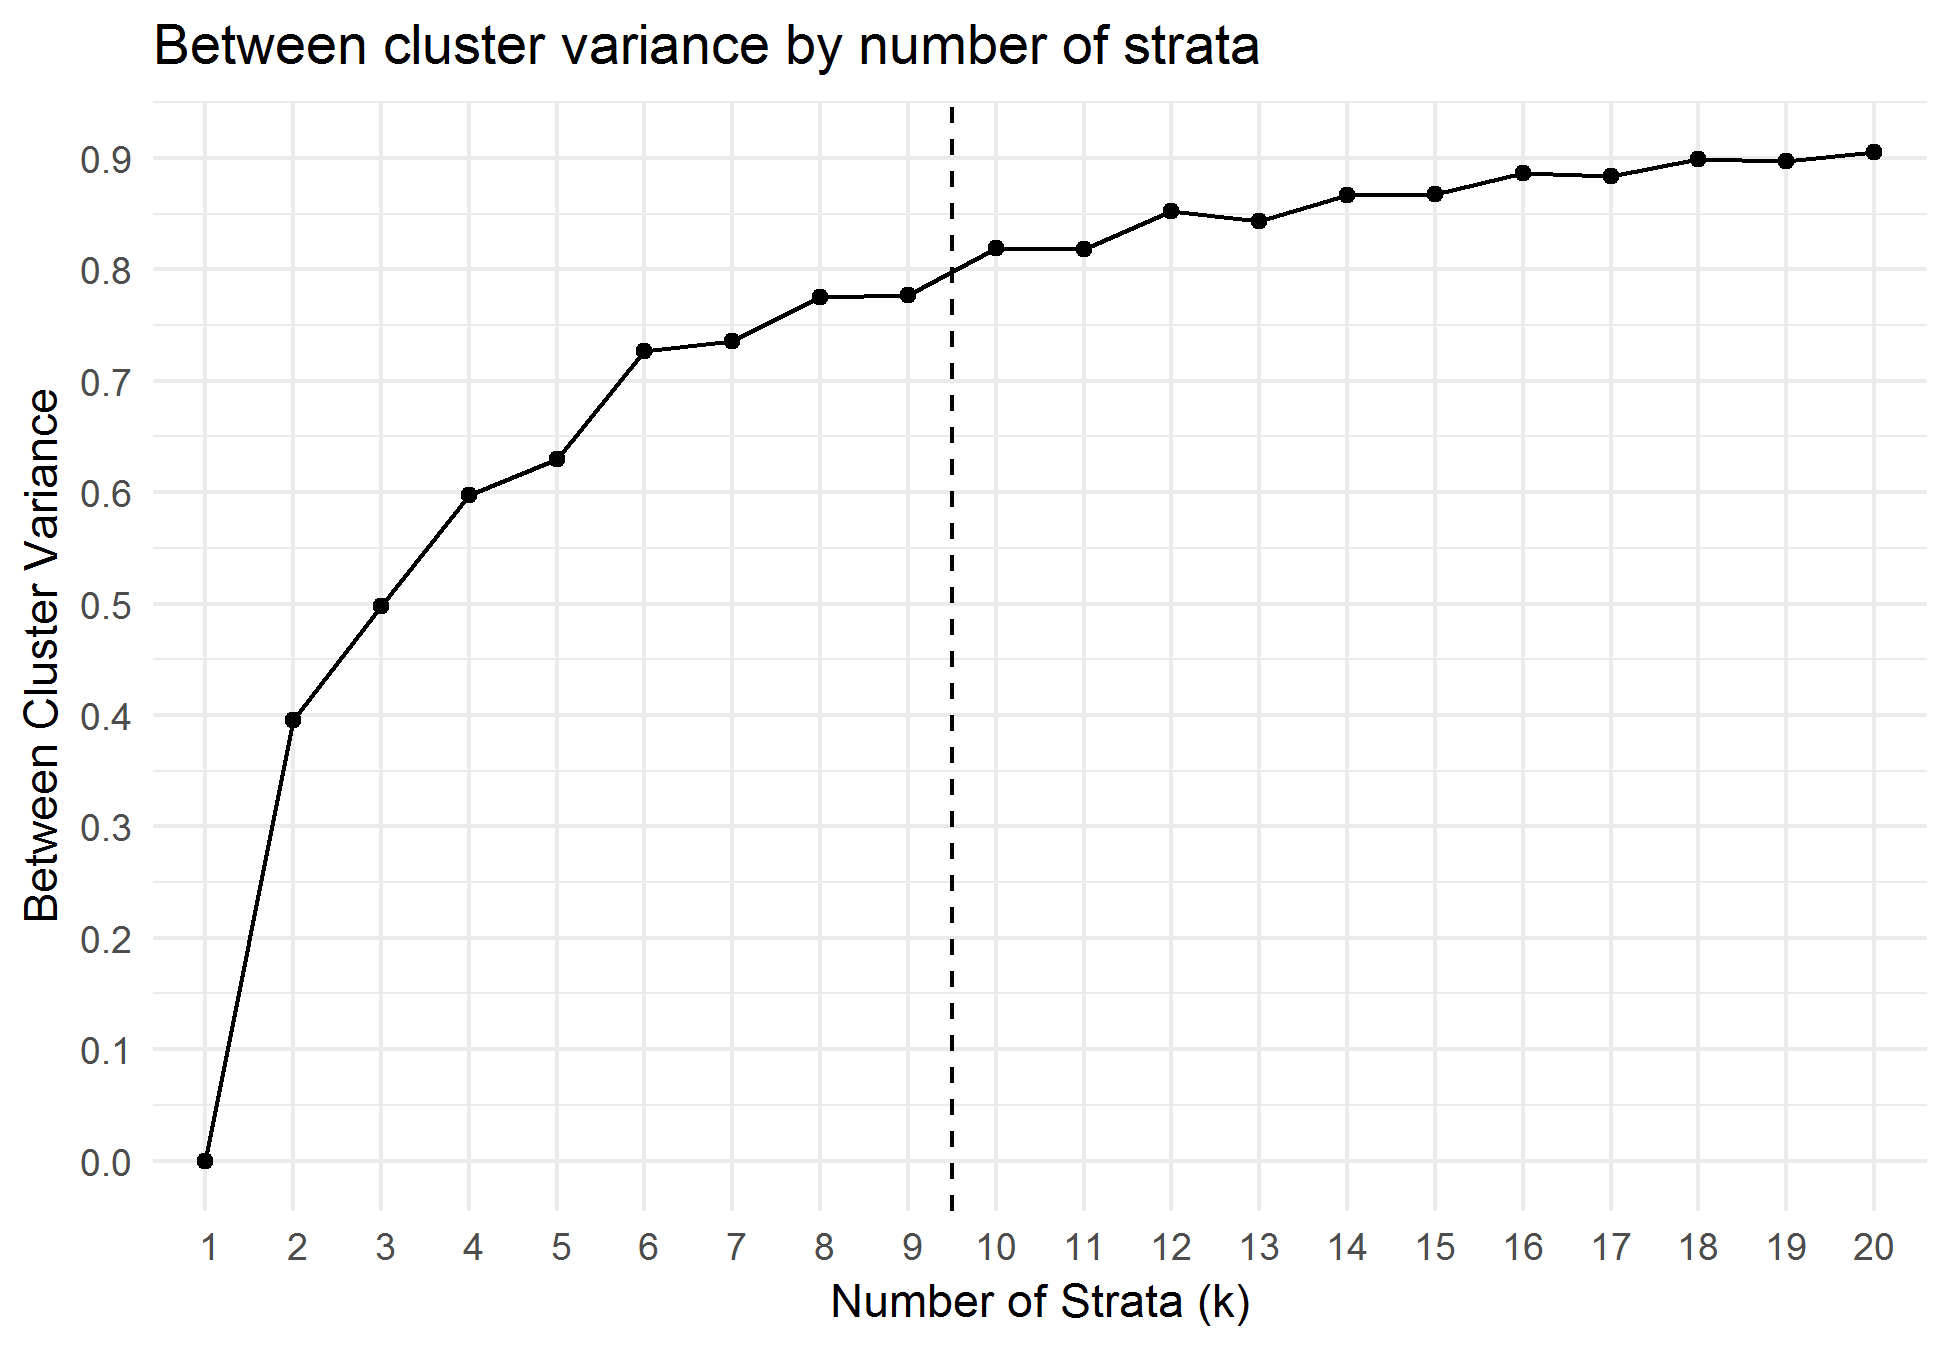 Between cluster variance by number of strata
Between Cluster Variance
0.9
0.8
0.7
0.6
0.5
0.4
0.3
0.2
0.1
0.0
1 2 3 4 5 6 7 8 9 10 11 12 13 14 15 16 17 18 19 20
Number of Strata (k)